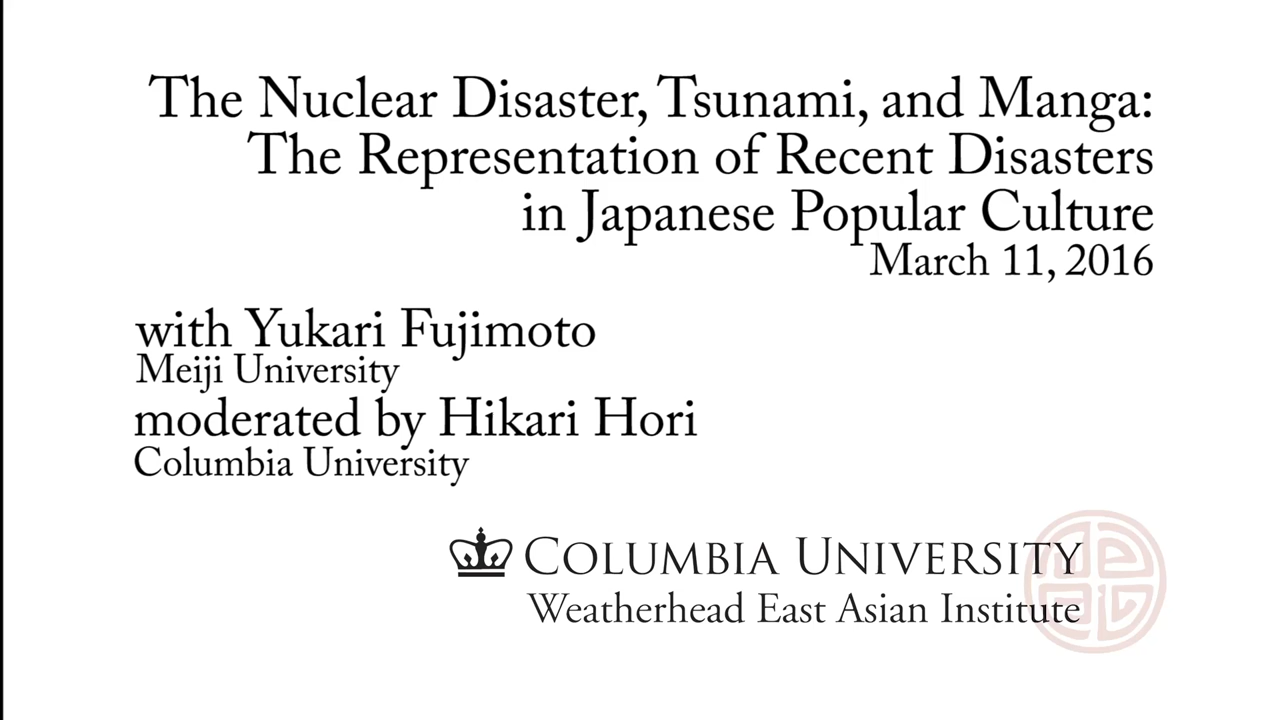 The Nuclear Disaster, Tsunami, and Manga:
The Representation of Recent Disasters
in Japanese Popular Culture
March 11, 2016
with Yukari Fujimoto
Meiji University
moderated by Hikari Hori
Columbia University
COLUMBIA UNIVERSITY
Weatherhead East Asian Institute
WEAI